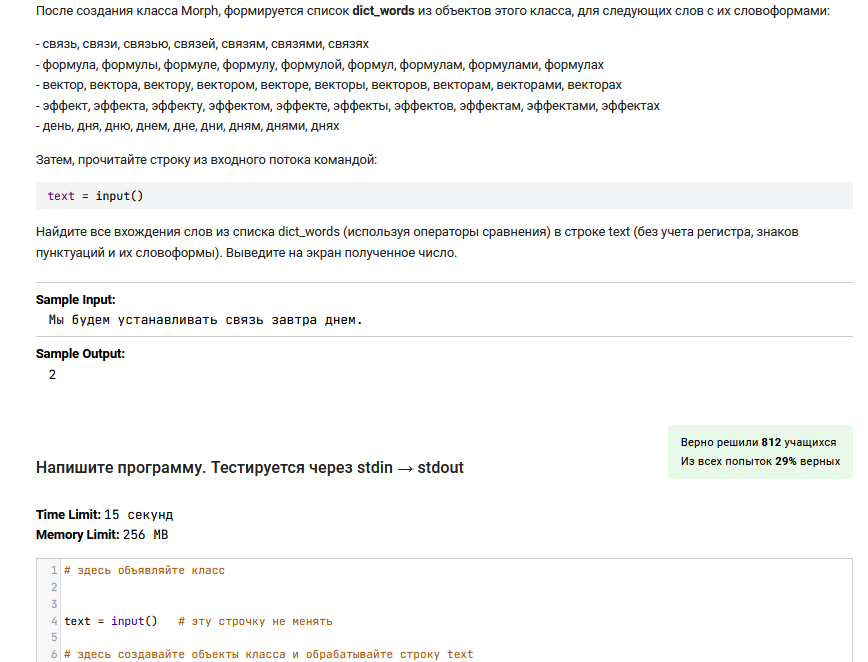 После создания класса Morph, формируется список dict_words из объектов этого класса, для следующих слов с их словоформами:
- связь, связи, связью, связей, связям, связями, связях
- формула, формулы, формуле, формулу, формулой, формул, формулам, формулами, формулах
- вектор, вектора, вектору, вектором, векторе, векторы, векторов, векторам, векторами, векторах
- эффект, эффекта, эффекту, эффектом, эффекте, эффекты, эффектов, эффектам, эффектами, эффектах
- день, дня, дню, днем, дне, дни, дням, днями, днях
Затем, прочитайте строку из входного потока командой:
text = input()
Найдите все вхождения слов из списка dict_words (используя операторы сравнения) в строке text (без учета регистра, знаков
пунктуаций и их словоформы). Выведите на экран полученное число.
Sample Input:
Мы будем устанавливать связь завтра днем.
Sample Output:
2
Верно решили 812 учащихся
Из всех попыток 29% верных
Напишите программу. Тестируется через stdin → stdout
Time Limit: 15 секунд
Memory Limit: 256 MB
1 # здесь объявляйте класс
2
3
4 text = input() # эту строчку не менять
5
6 # здесь создавайте объекты класса и обрабатывайте строку text